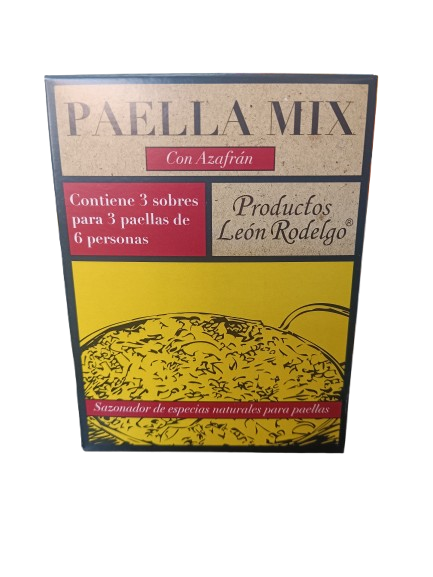 PAELLA MIX
Con Azafrán
Contiene 3 sobres
para 3 paellas de
6 personas
Productos
León Rodelgo®
Sazonador de especias naturales para paellas